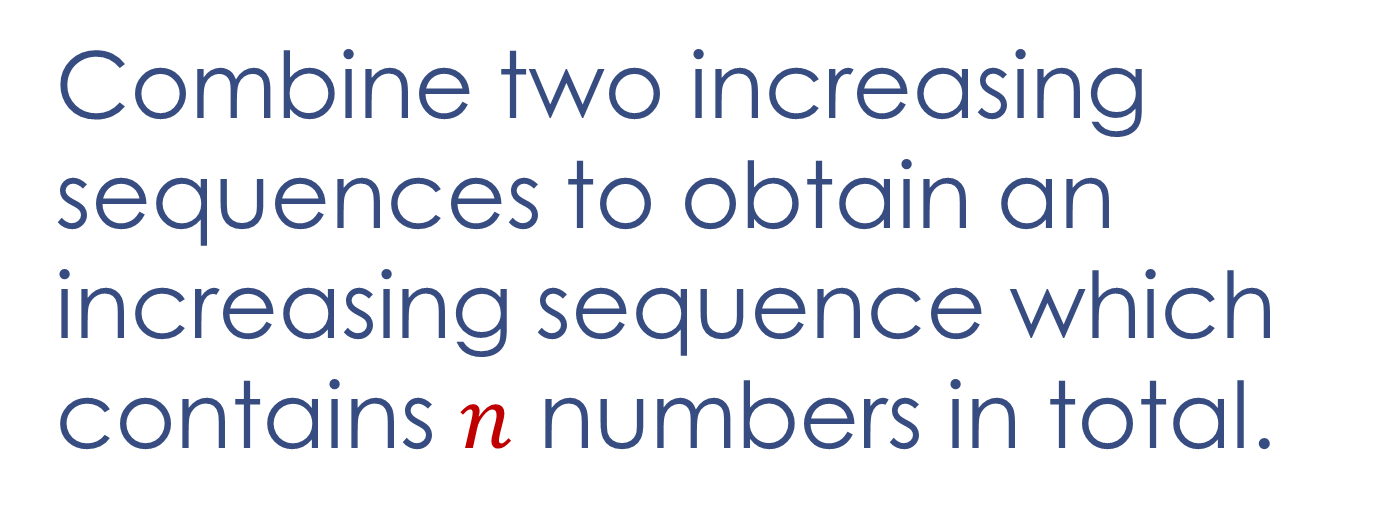 Combine two increasing
sequences to obtain an
increasing sequence which
contains n numbers in total.